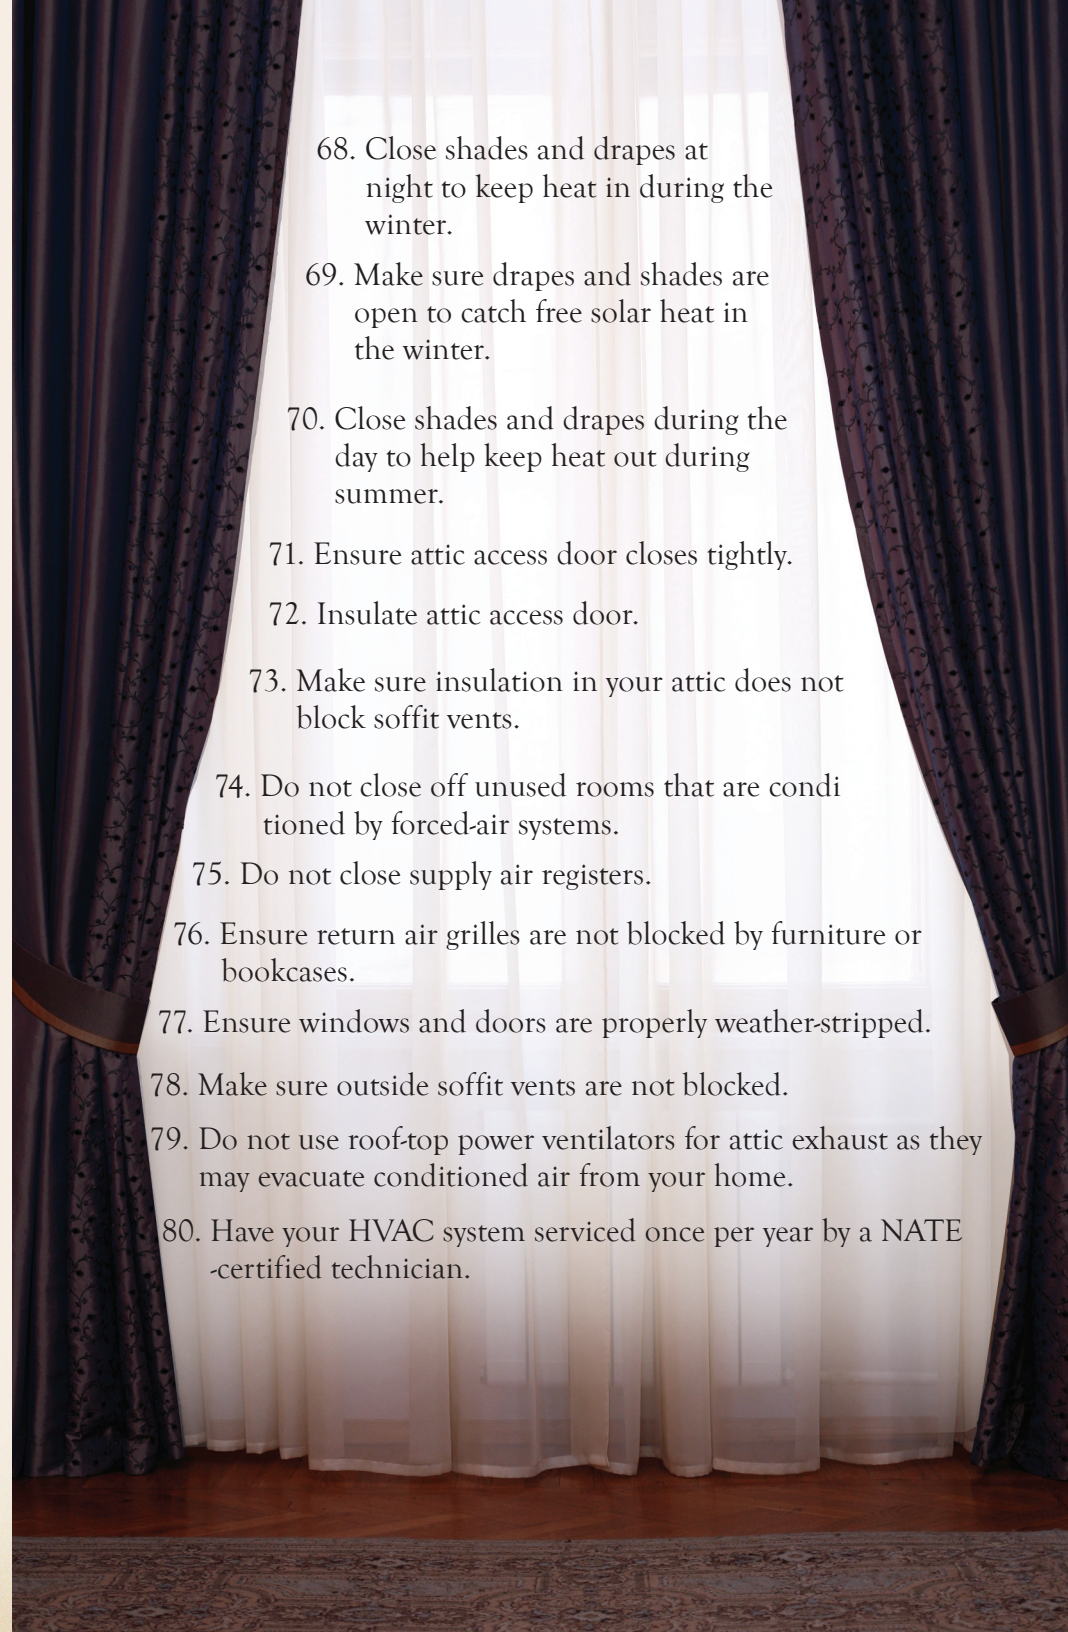 68. Close shades and drapes at
night to keep heat in during the
winter.
69. Make sure drapes and shades are
open to catch free solar heat in
the winter.
70. Close shades and drapes during the
day to help keep heat out during
summer.
71. Ensure attic access door closes tightly.
72. Insulate attic access door.
73. Make sure insulation in your attic does not
block soffit vents.
74. Do not close off unused rooms that are condi
tioned by forced-air systems.
75. Do not close supply air registers.
76. Ensure return air grilles are not blocked by furniture or
bookcases.
77. Ensure windows and doors are properly weather-stripped.
78. Make sure outside soffit vents are not blocked.
79. Do not use roof-top power ventilators for attic exhaust as they
may evacuate conditioned air from your home.
80. Have your HVAC system serviced once per year by a NATE
-certified technician.